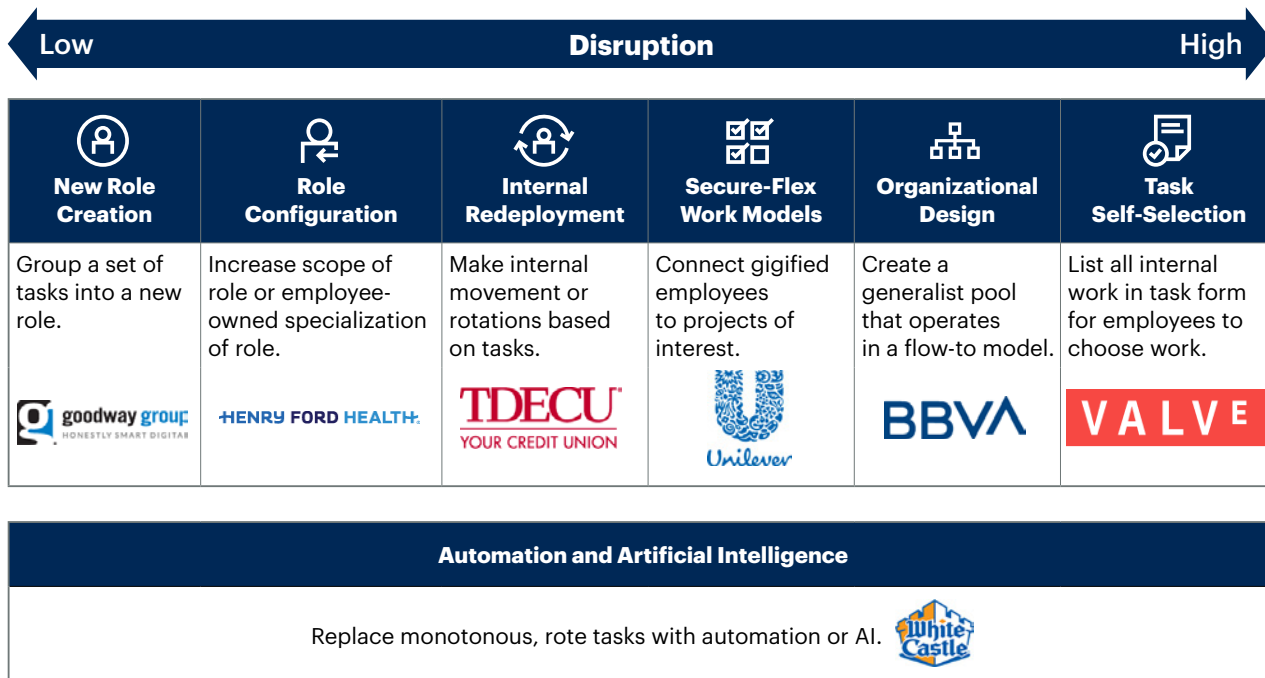 Low Disruption High
New Role
Creation
Role
Configuration
Internal
Redeployment
Secure-Flex
Work Models
Organizational
Design
Task
Self-Selection
Group a set of
tasks into a new
role.
Increase scope of
role or employee-
owned specialization
of role.
Make internal
movement or
rotations based
on tasks.
Connect gigified
employees
to projects of
interest.
Create a
generalist pool
that operates
in a flow-to model.
List all internal
work in task form
for employees to
choose work.
goodway group
HONESTLY SMART DIGITAL
HENRY FORD HEALTH
TDECU
YOUR CREDIT UNION
Unilever
BBVA
VALVE
Automation and Artificial Intelligence
Replace monotonous, rote tasks with automation or AI.
White
Castle